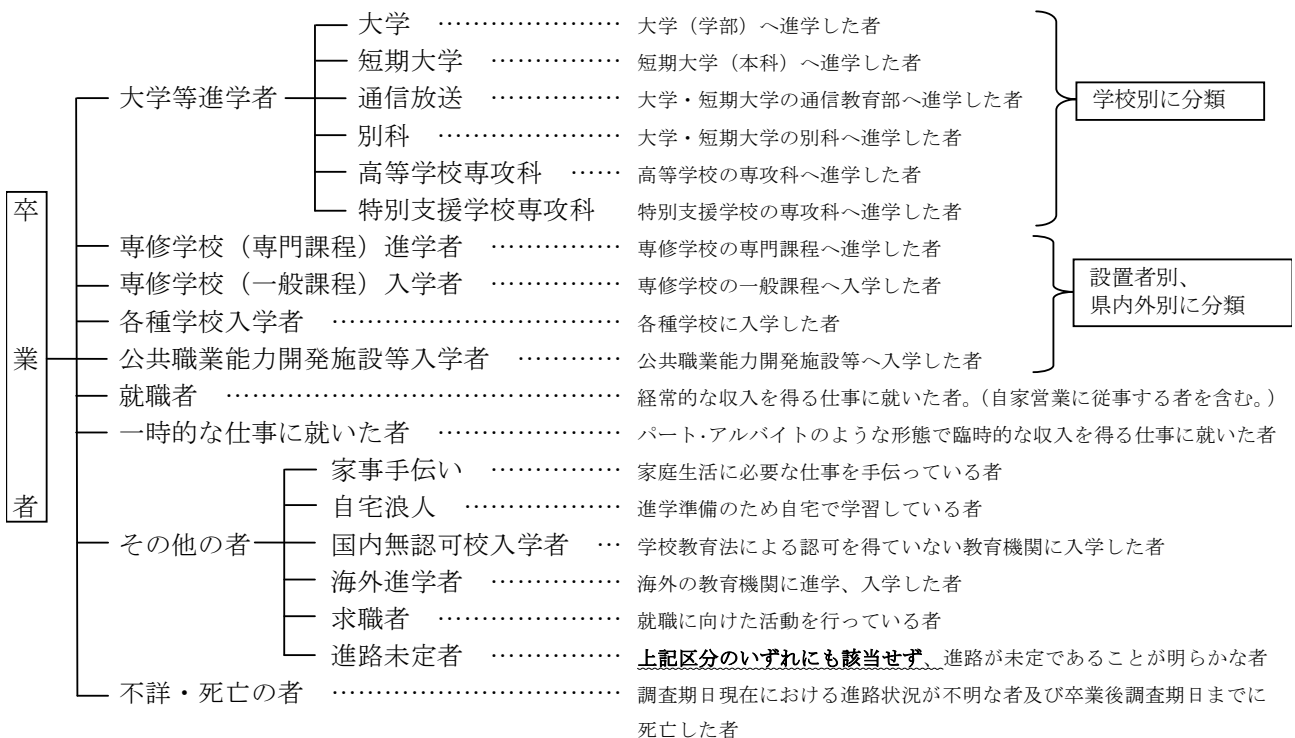 大学 ………………… 大学(学部)へ進学した者
短期大学 …………… 短期大学(本科)へ進学した者
大学等進学者 通信放送 …………… 大学・短期大学の通信教育部へ進学した者 学校別に分類
別科 ………………… 大学・短期大学の別科へ進学した者
高等学校専攻科 …… 高等学校の専攻科へ進学した者
特別支援学校専攻科 特別支援学校の専攻科へ進学した者
卒業者
専修学校(専門課程)進学者 …………… 専修学校の専門課程へ進学した者
専修学校(一般課程)入学者 …………… 専修学校の一般課程へ入学した者 設置者別、
県内外別に分類
各種学校入学者 ……………………………… 各種学校に入学した者
公共職業能力開発施設等入学者 ………… 公共職業能力開発施設等へ入学した者
就職者 ………………………………………… 経常的な収入を得る仕事に就いた者。(自家営業に従事する者を含む。)
一時的な仕事に就いた者 ………………… パート・アルバイトのような形態で臨時的な収入を得る仕事に就いた者
家事手伝い …………… 家庭生活に必要な仕事を手伝っている者
自宅浪人 ……………… 進学準備のため自宅で学習している者
その他の者 国内無認可校入学者 … 学校教育法による認可を得ていない教育機関に入学した者
海外進学者 …………… 海外の教育機関に進学、入学した者
求職者 ………………… 就職に向けた活動を行っている者
進路未定者 …………… 上記区分のいずれにも該当せず、進路が未定であることが明らかな者
不詳・死亡の者 ……………………………… 調査期日現在における進路状況が不明な者及び卒業後調査期日までに
死亡した者